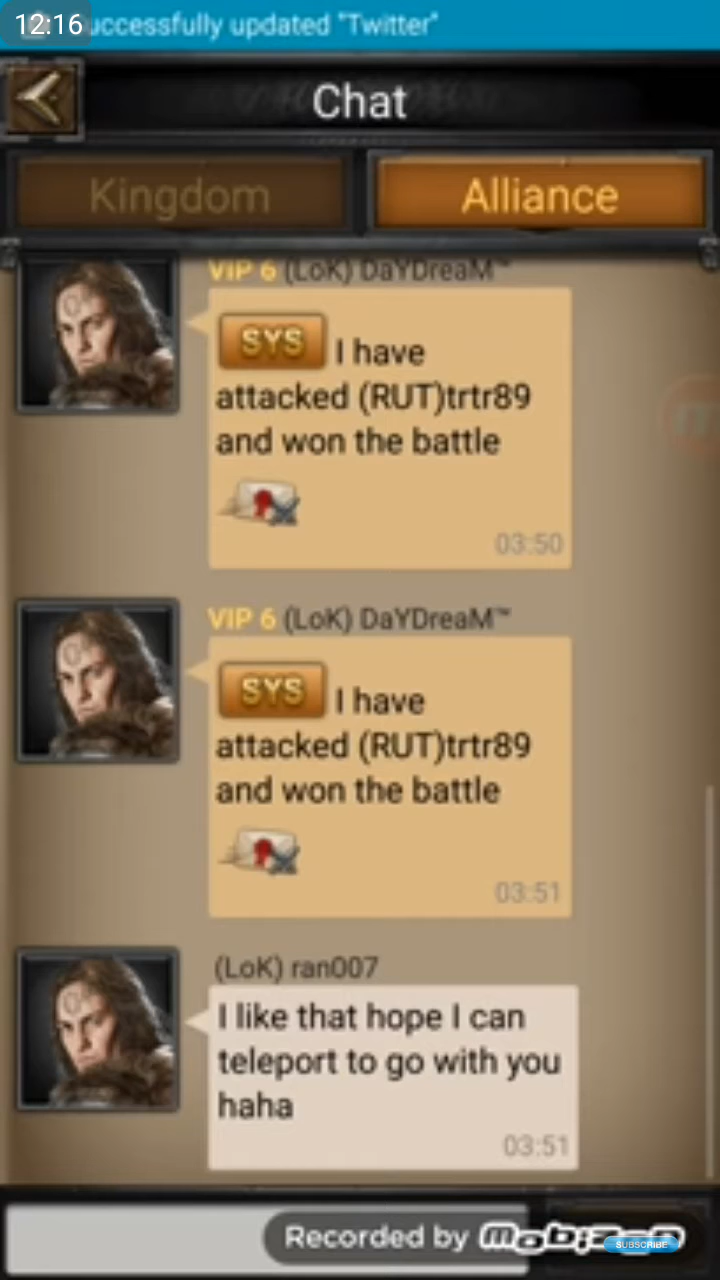 12:16
uccessfully updated "Twitter"
Chat
Kingdom Alliance
VIP 6 (LoK) DaYDreaM™
SYS I have
attacked (RUT)trtr89
and won the battle
03:50
VIP 6 (LoK) DaYDreaM™
SYS I have
attacked (RUT)trtr89
and won the battle
03:51
(LoK) ran007
I like that hope I can
teleport to go with you
haha
03:51
Recorded by
SUBSCRIBE